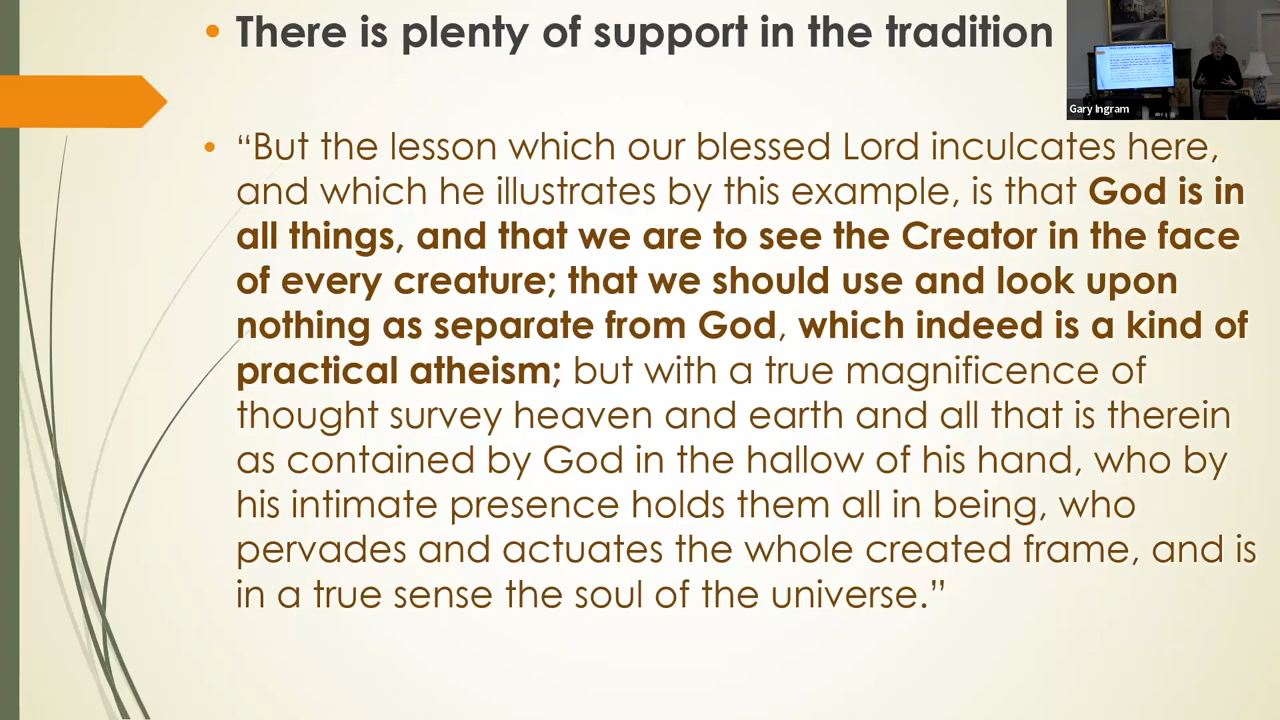 • There is plenty of support in the tradition
Gary Ingram
• “But the lesson which our blessed Lord inculcates here,
and which he illustrates by this example, is that God is in
all things, and that we are to see the Creator in the face
of every creature; that we should use and look upon
nothing as separate from God, which indeed is a kind of
practical atheism; but with a true magnificence of
thought survey heaven and earth and all that is therein
as contained by God in the hallow of his hand, who by
his intimate presence holds them all in being, who
pervades and actuates the whole created frame, and is
in a true sense the soul of the universe.”